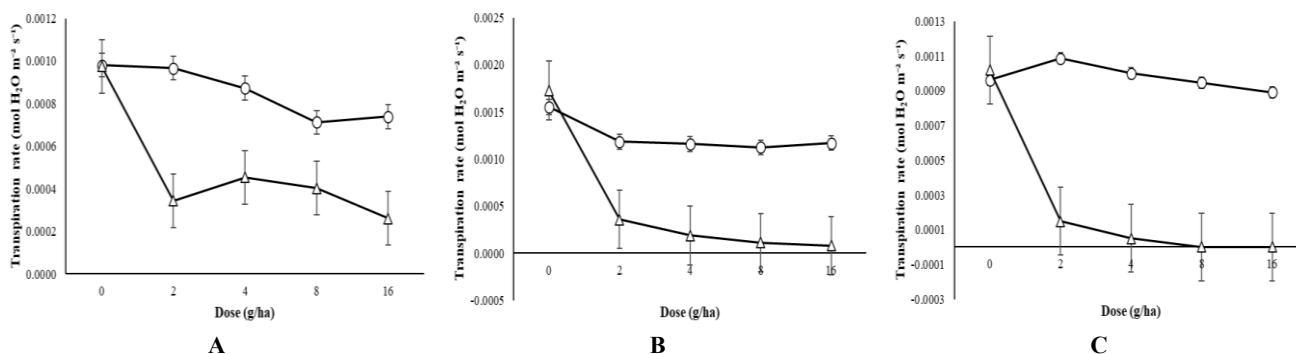 Transpiration rate (mol H₂O m⁻² s⁻¹)
0.0012
0.0010
0.0008
0.0006
0.0004
0.0002
0.0000
0 2 4 8 16
Dose (g/ha)
A
Transpiration rate (mol H₂O m⁻² s⁻¹)
0.0025
0.0020
0.0015
0.0010
0.0005
0.0000
-0.0005
0 2 4 8 16
Dose (g/ha)
B
Transpiration rate (mol H₂O m⁻² s⁻¹)
0.0013
0.0011
0.0009
0.0007
0.0005
0.0003
0.0001
-0.0001
-0.0003
0 2 4 8 16
Dose (g/ha)
C